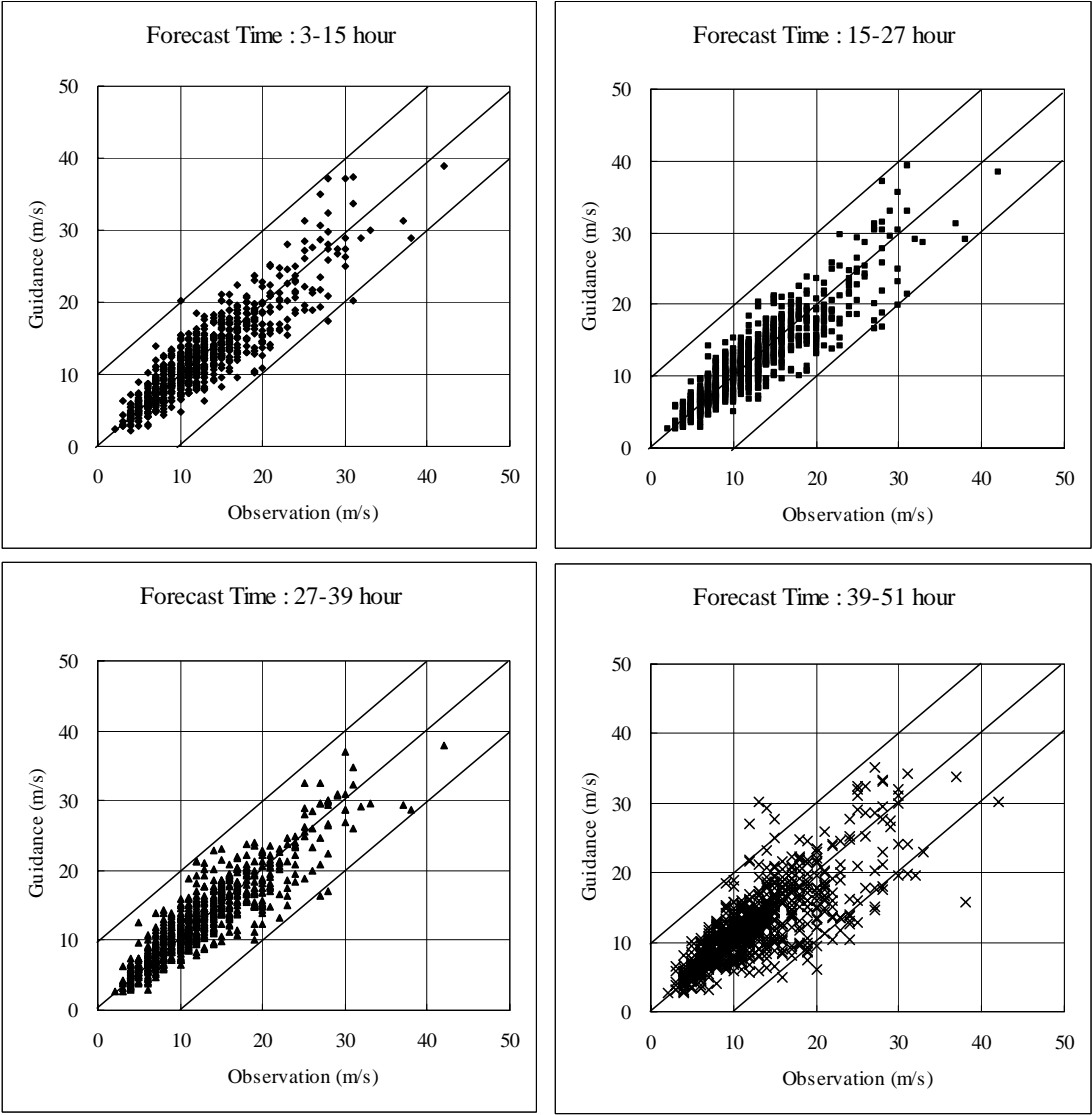 Forecast Time : 3-15 hour
50
40
30
20
10
0
Guidance (m/s)
0 10 20 30 40 50
Observation (m/s)
Forecast Time : 15-27 hour
50
40
30
20
10
0
Guidance (m/s)
0 10 20 30 40 50
Observation (m/s)
Forecast Time : 27-39 hour
50
40
30
20
10
0
Guidance (m/s)
0 10 20 30 40 50
Observation (m/s)
Forecast Time : 39-51 hour
50
40
30
20
10
0
Guidance (m/s)
0 10 20 30 40 50
Observation (m/s)